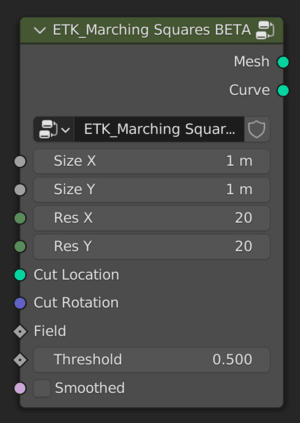 ETK_Marching Squares BETA
Mesh
Curve
ETK_Marching Squar...
Size X 1 m
Size Y 1 m
Res X 20
Res Y 20
Cut Location
Cut Rotation
Field
Threshold 0.500
Smoothed